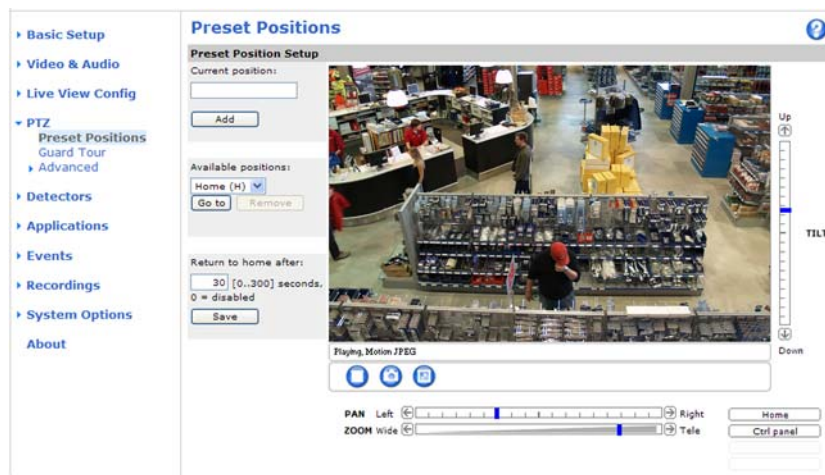 Basic Setup
Video & Audio
Live View Config
PTZ
Preset Positions
Guard Tour
Advanced
Detectors
Applications
Events
Recordings
System Options
About
Preset Positions
?
Preset Position Setup
Current position:
Add
Available positions:
Home (H)
Go to Remove
Return to home after:
30 [0..300] seconds,
0 = disabled
Save
Playing, Motion JPEG
Up
TILT
Down
PAN Left Right
ZOOM Wide Tele
Home
Ctrl panel